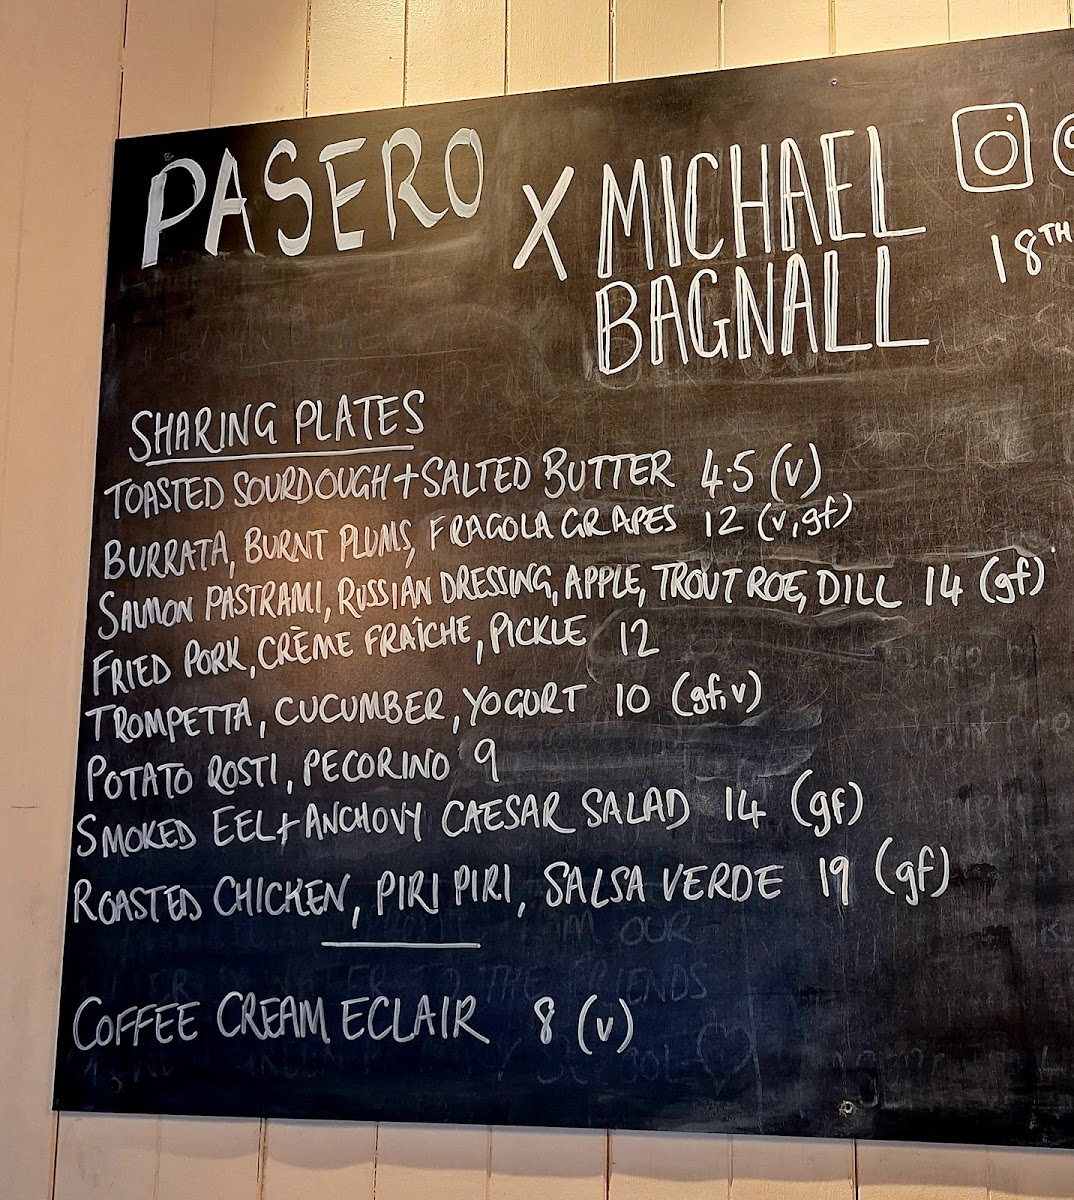 PASERO X MICHAEL
BAGNALL
18TH
SHARING PLATES
TOASTED SOURDOUGH + SALTED BUTTER 4.5 (v)
BURRATA, BURNT PLUMS, FRAGOLA GRAPES 12 (v,gf)
SALMON PASTRAMI, RUSSIAN DRESSING, APPLE, TROUT ROE, DILL 14 (gf)
FRIED PORK, CRÈME FRAÎCHE, PICKLE 12
TROMPETTA, CUCUMBER, YOGURT 10 (gf,v)
POTATO ROSTI, PECORINO 9
SMOKED EEL + ANCHOVY CAESAR SALAD 14 (gf)
ROASTED CHICKEN, PIRI PIRI, SALSA VERDE 19 (gf)
COFFEE CREAM ECLAIR 8 (v)